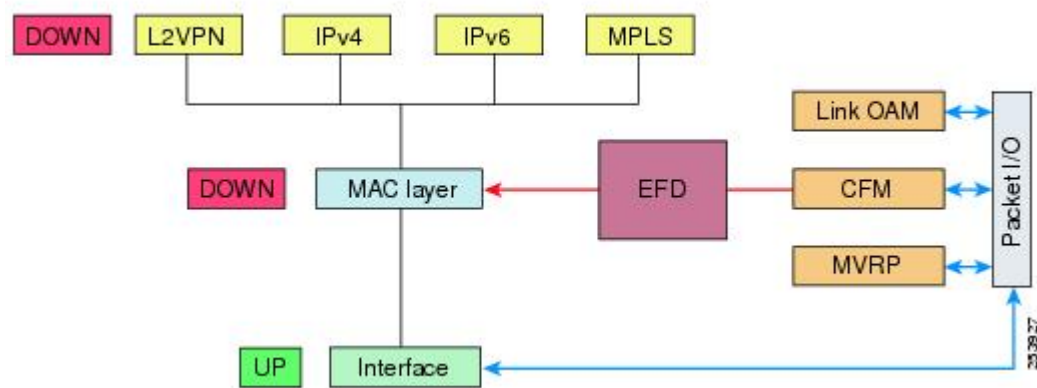 DOWN L2VPN IPv4 IPv6 MPLS
Link OAM
DOWN MAC layer EFD CFM
Packet I/O
MVRP
UP Interface
253927